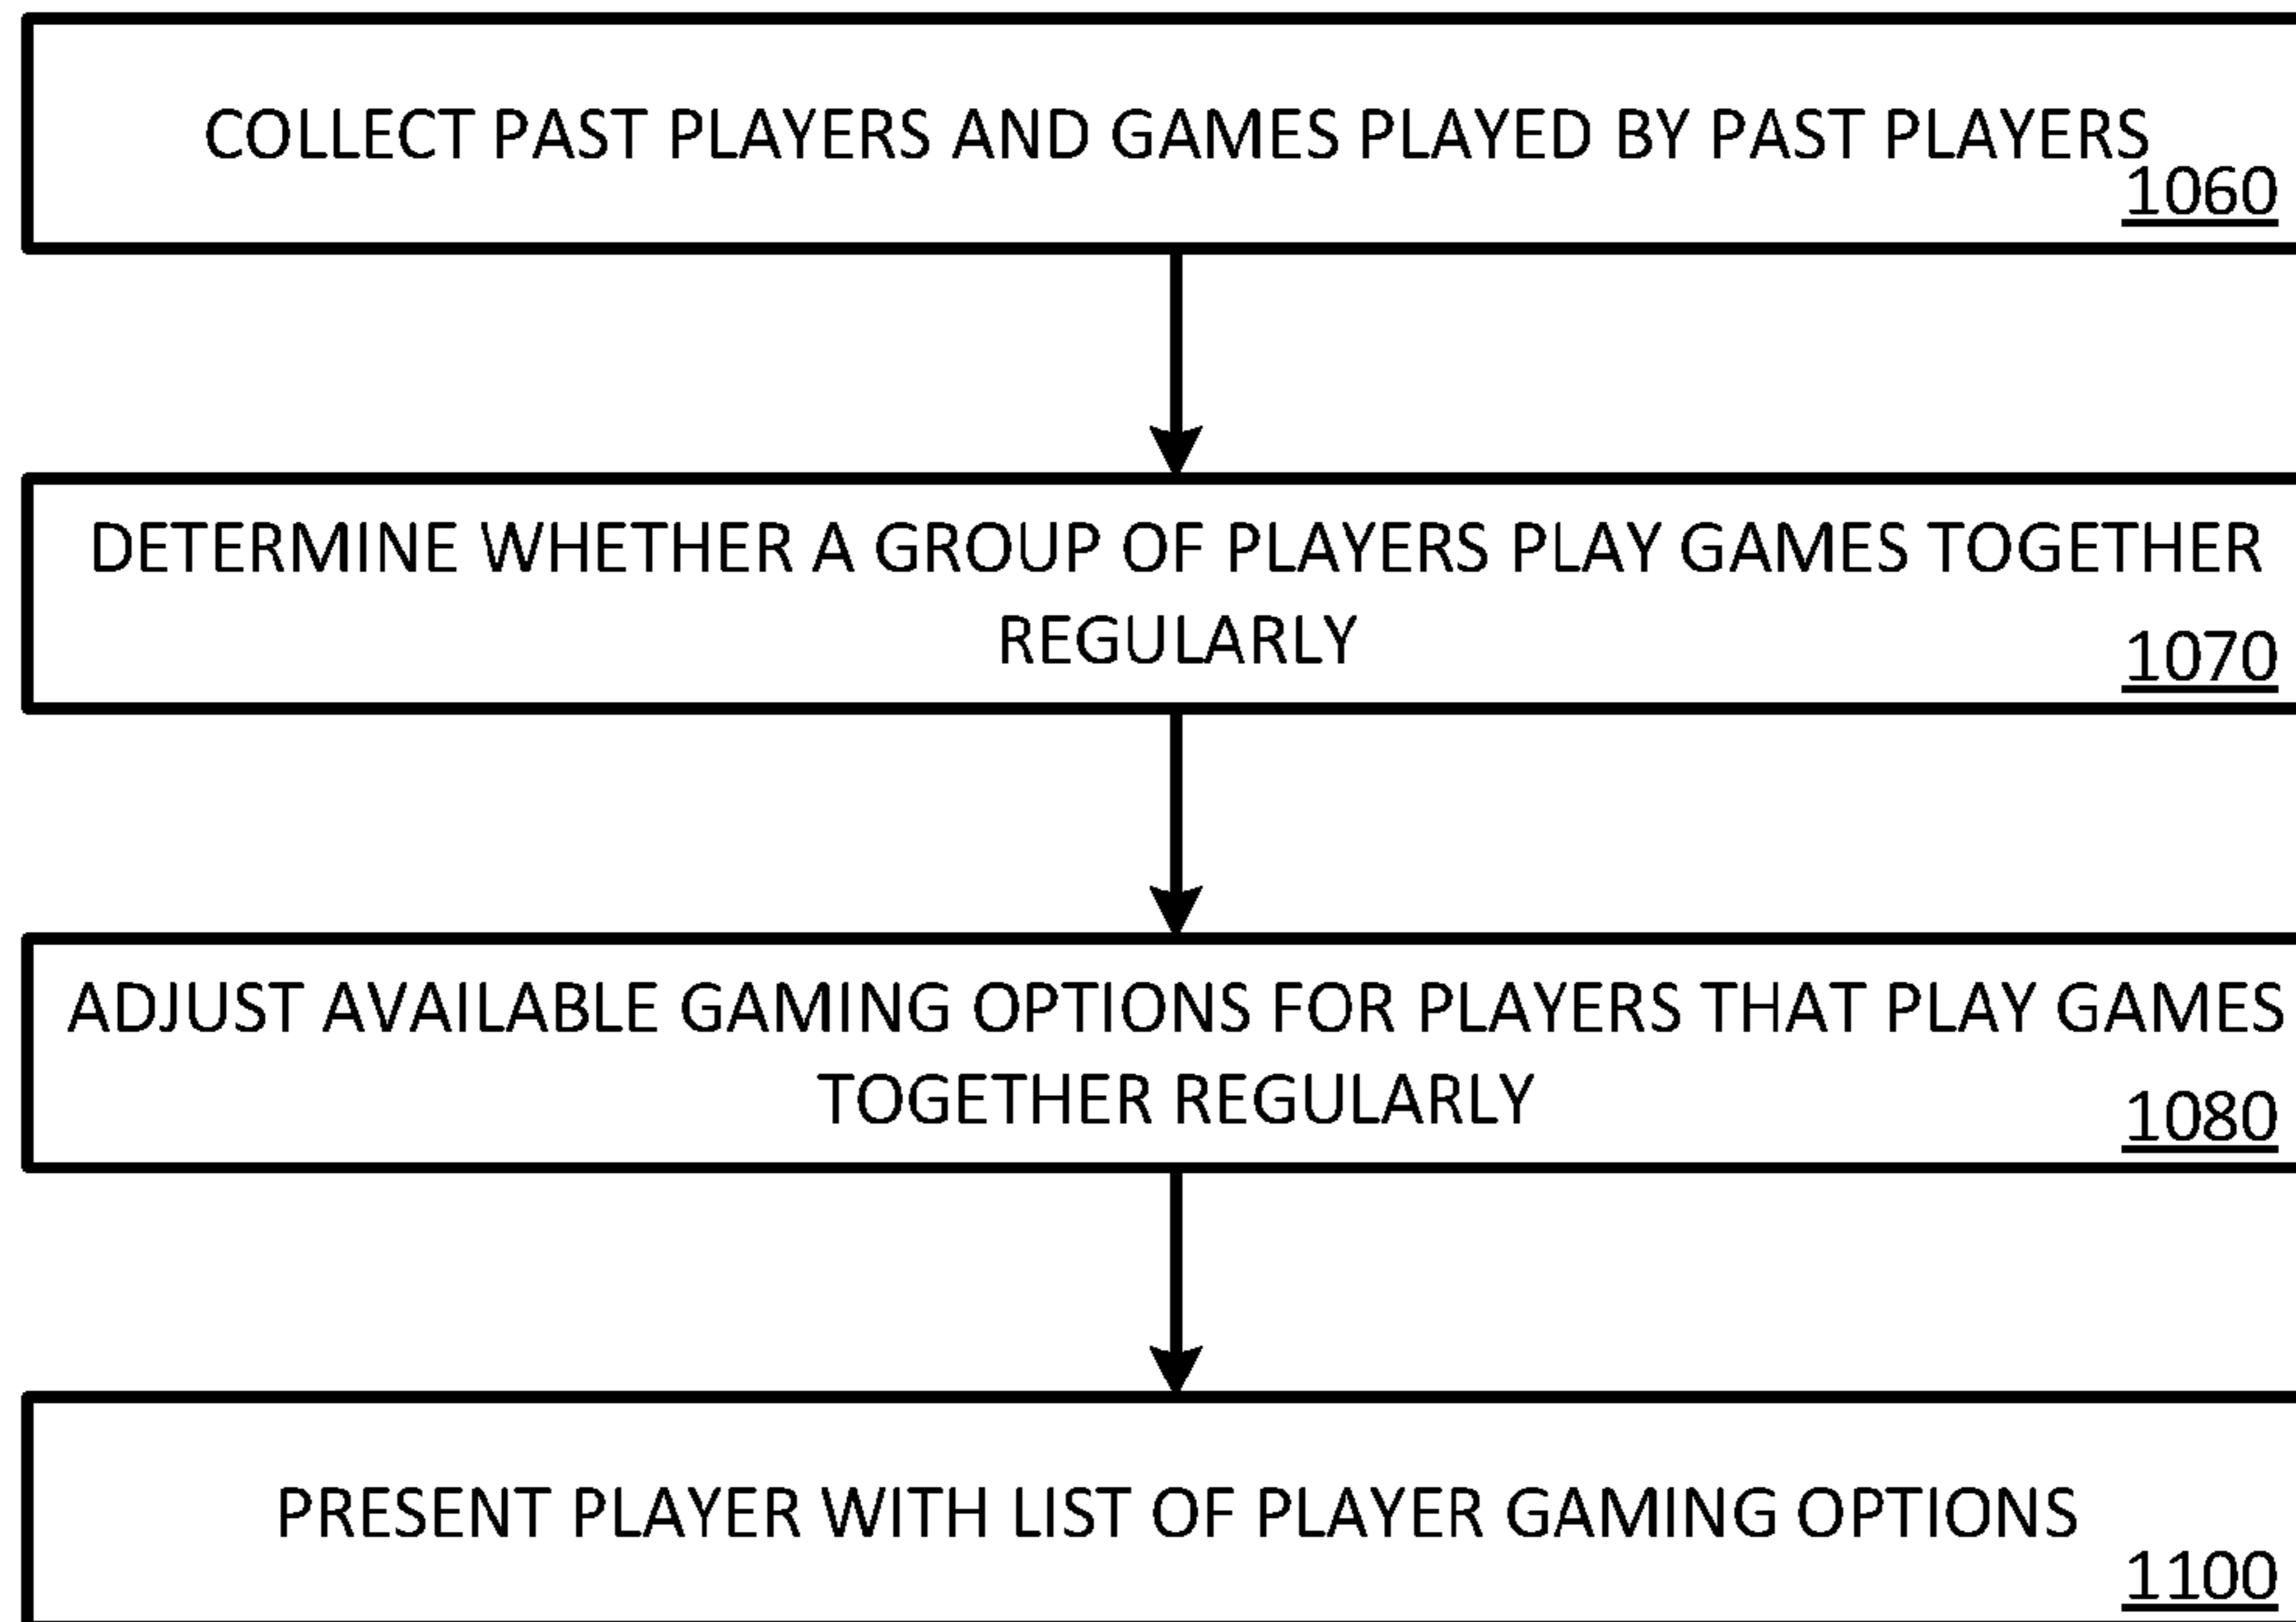 COLLECT PAST PLAYERS AND GAMES PLAYED BY PAST PLAYERS
1060
DETERMINE WHETHER A GROUP OF PLAYERS PLAY GAMES TOGETHER
REGULARLY
1070
ADJUST AVAILABLE GAMING OPTIONS FOR PLAYERS THAT PLAY GAMES
TOGETHER REGULARLY
1080
PRESENT PLAYER WITH LIST OF PLAYER GAMING OPTIONS
1100